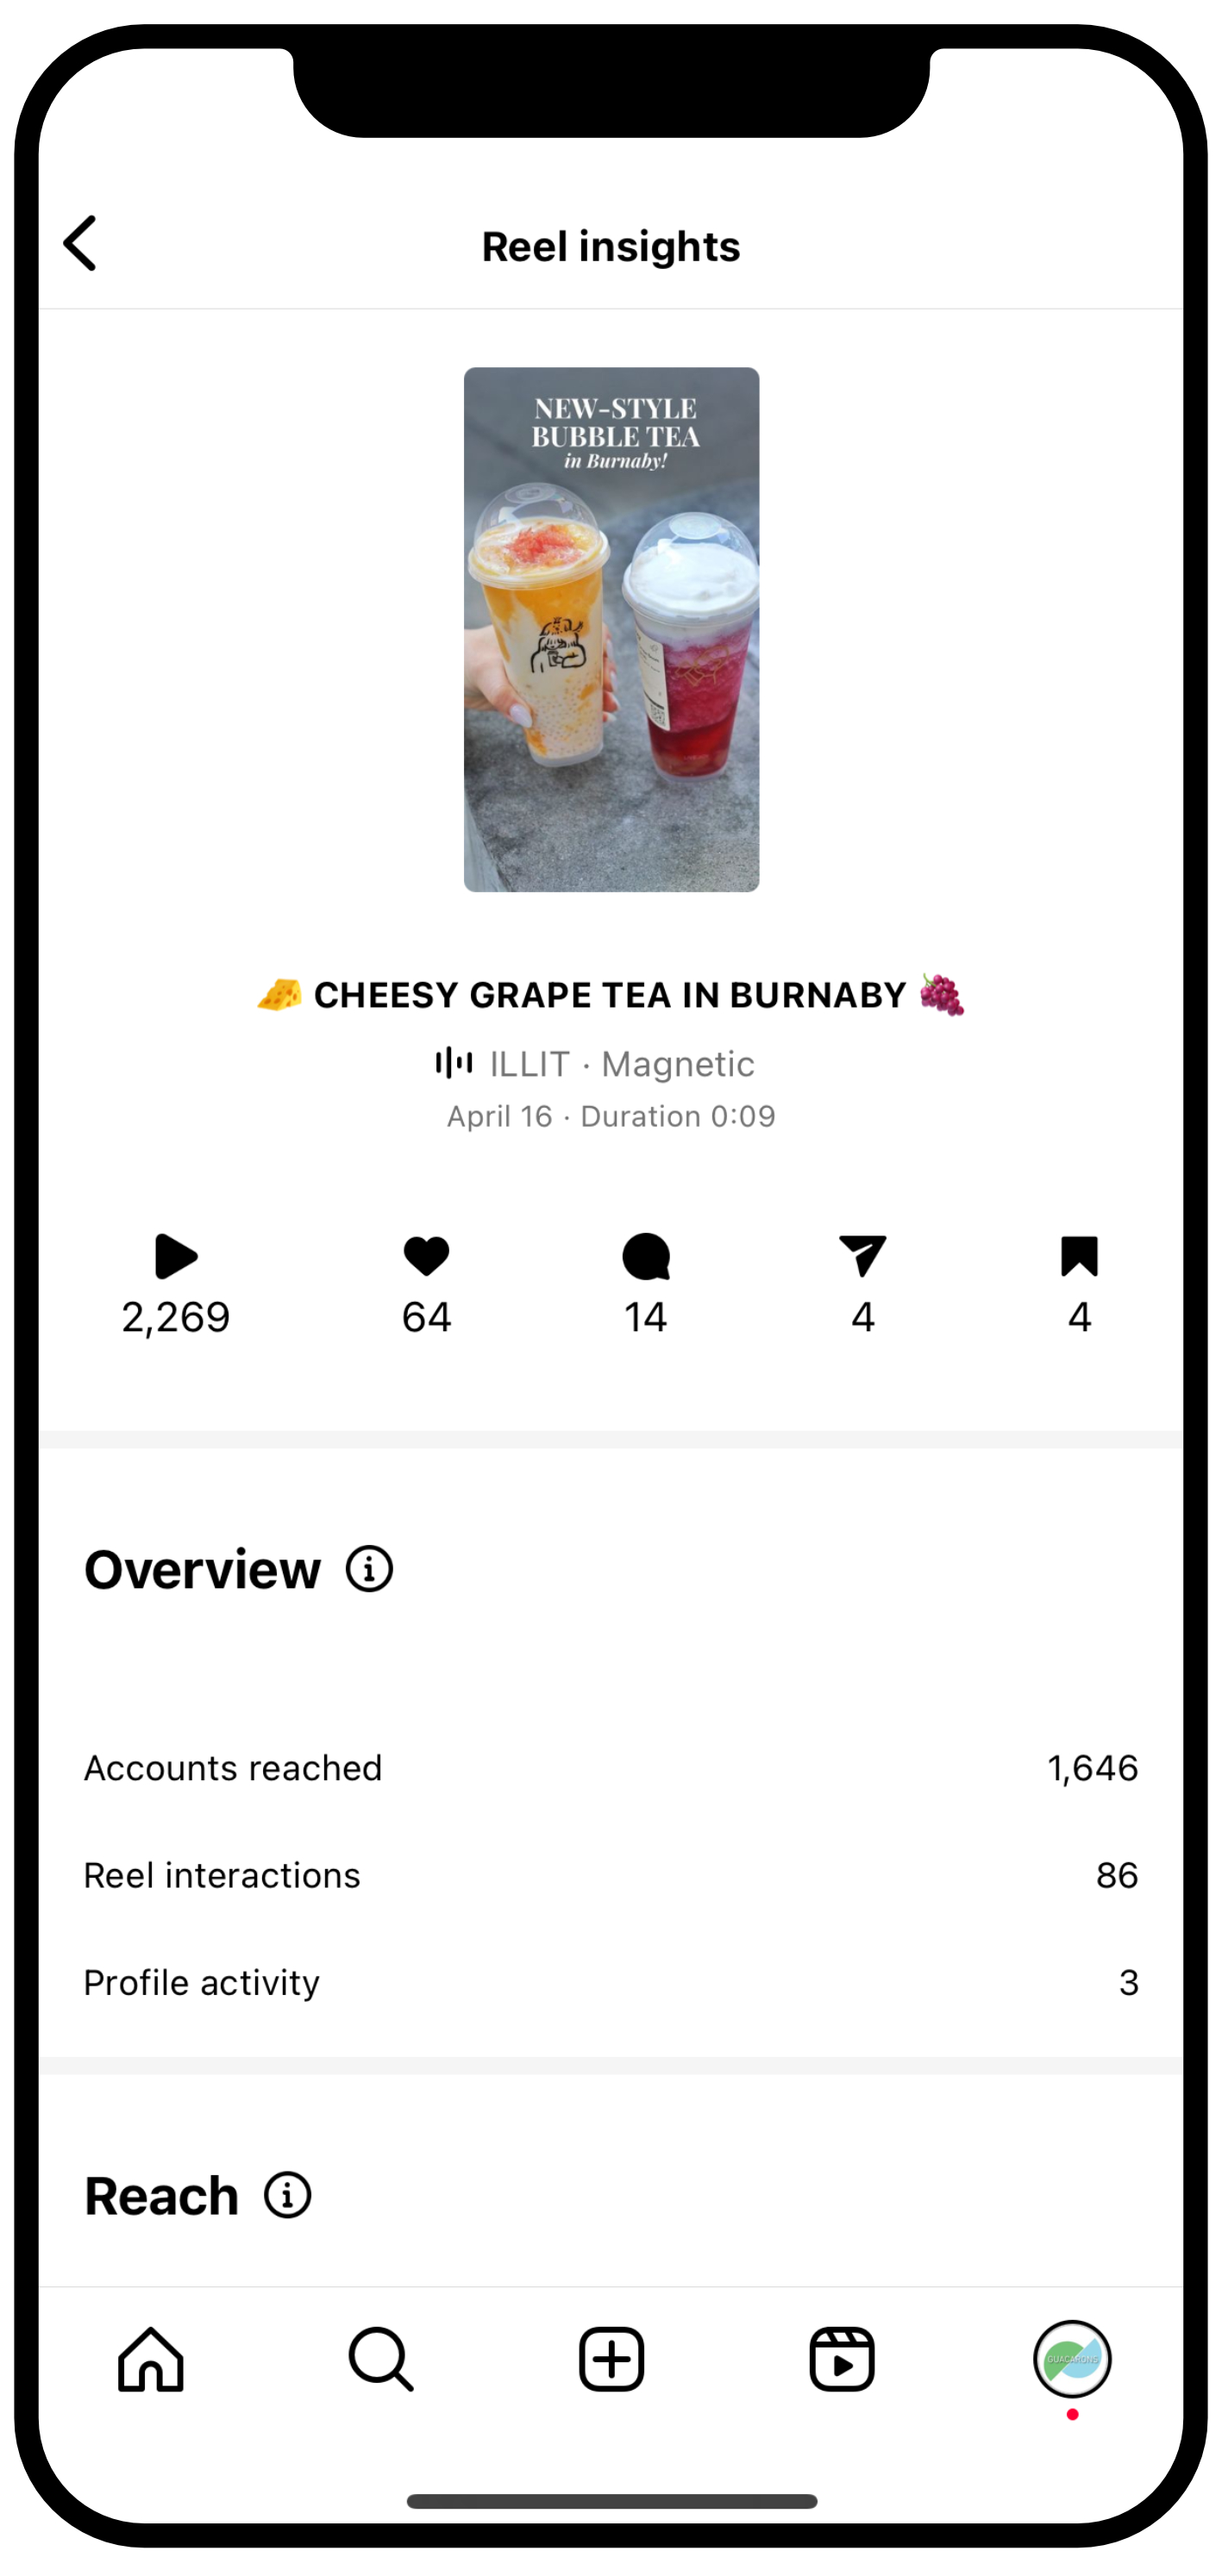 Reel insights
NEW-STYLE
BUBBLE TEA
in Burnaby!
🧀 CHEESY GRAPE TEA IN BURNABY 🍇
ILLIT · Magnetic
April 16 · Duration 0:09
2,269 64 14 4 4
Overview
Accounts reached 1,646
Reel interactions 86
Profile activity 3
Reach
GUACARONS